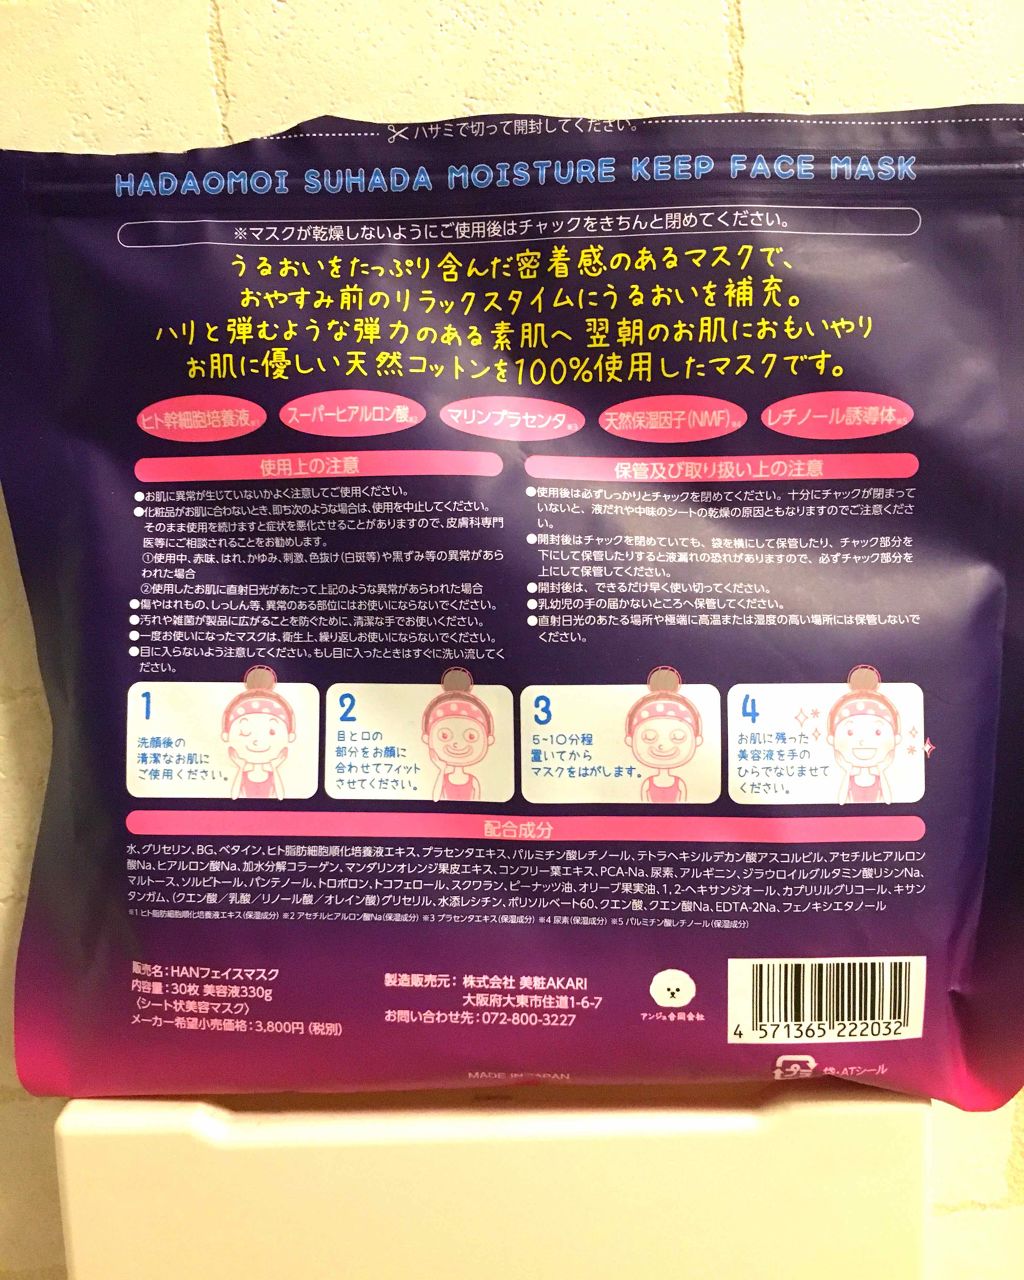 ハサミで切って開封してください。
HADAOMOI SUHADA MOISTURE KEEP FACE MASK
※マスクが乾燥しないようにご使用後はチャックをきちんと閉めてください。
うるおいをたっぷり含んだ密着感のあるマスクで、
おやすみ前のリラックスタイムにうるおいを補充。
ハリと弾むような弾力のある素肌へ 翌朝のお肌におもいやり
お肌に優しい天然コットンを100%使用したマスクです。
ヒト幹細胞培養液※1 スーパーヒアルロン酸※2 マリンプラセンタ※3 天然保湿因子(NMF)※4 レチノール誘導体※5
使用上の注意
●お肌に異常が生じていないかよく注意してご使用ください。
●化粧品がお肌に合わないとき、即ち次のような場合は、使用を中止してください。
そのまま使用を続けますと症状を悪化させることがありますので、皮膚科専門
医等にご相談されることをお勧めします。
①使用中、赤味、はれ、かゆみ、刺激、色抜け(白斑等)や黒ずみ等の異常があら
われた場合
②使用したお肌に直射日光があたって上記のような異常があらわれた場合
●傷やはれもの、しっしん等、異常のある部位にはお使いにならないでください。
●汚れや雑菌が製品に広がることを防ぐために、清潔な手でお使いください。
●一度お使いになったマスクは、衛生上、繰り返しお使いにならないでください。
●目に入らないよう注意してください。もし目に入ったときはすぐに洗い流してく
ださい。
保管及び取り扱い上の注意
●使用後は必ずしっかりとチャックを閉めてください。十分にチャックが閉まって
いないと、液だれや中味のシートの乾燥の原因ともなりますのでご注意くださ
い。
●開封後はチャックを閉めていても、袋を横にして保管したり、チャック部分を
下にして保管したりすると液漏れの恐れがありますので、必ずチャック部分を
上にして保管してください。
●開封後は、できるだけ早く使い切ってください。
●乳幼児の手の届かないところへ保管してください。
●直射日光のあたる場所や極端に高温または湿度の高い場所には保管しないで
ください。
1
洗顔後の
清潔なお肌に
ご使用ください。
2
目と口の
部分をお顔に
合わせてフィット
させてください。
3
5~10分程
置いてから
マスクをはがします。
4
お肌に残った
美容液を手の
ひらでなじませて
ください。
配合成分
水、グリセリン、BG、ベタイン、ヒト脂肪細胞順化培養液エキス、プラセンタエキス、パルミチン酸レチノール、テトラヘキシルデカン酸アスコルビル、アセチルヒアルロン
酸Na、ヒアルロン酸Na、加水分解コラーゲン、マンダリンオレンジ果皮エキス、コンフリー葉エキス、PCA-Na、尿素、アルギニン、ジラウロイルグルタミン酸リシンNa、
マルトース、ソルビトール、パンテノール、トロポロン、トコフェロール、スクワラン、ピーナッツ油、オリーブ果実油、1,2-ヘキサンジオール、カプリリルグリコール、キサン
タンガム、(クエン酸/乳酸/リノール酸/オレイン酸)グリセリル、水添レシチン、ポリソルベート60、クエン酸、クエン酸Na、EDTA-2Na、フェノキシエタノール
※1 ヒト脂肪細胞順化培養液エキス(保湿成分) ※2 アセチルヒアルロン酸Na(保湿成分) ※3 プラセンタエキス(保湿成分) ※4 尿素(保湿成分) ※5 パルミチン酸レチノール(保湿成分)
販売名:HANフェイスマスク
内容量:30枚 美容液330g
〈シート状美容マスク〉
メーカー希望小売価格:3,800円(税別)
製造販売元:株式会社 美粧AKARI
大阪府大東市住道1-6-7
お問い合わせ先:072-800-3227
アンジュ合同会社
4 571365 222032
袋・ATシール
MADE IN JAPAN